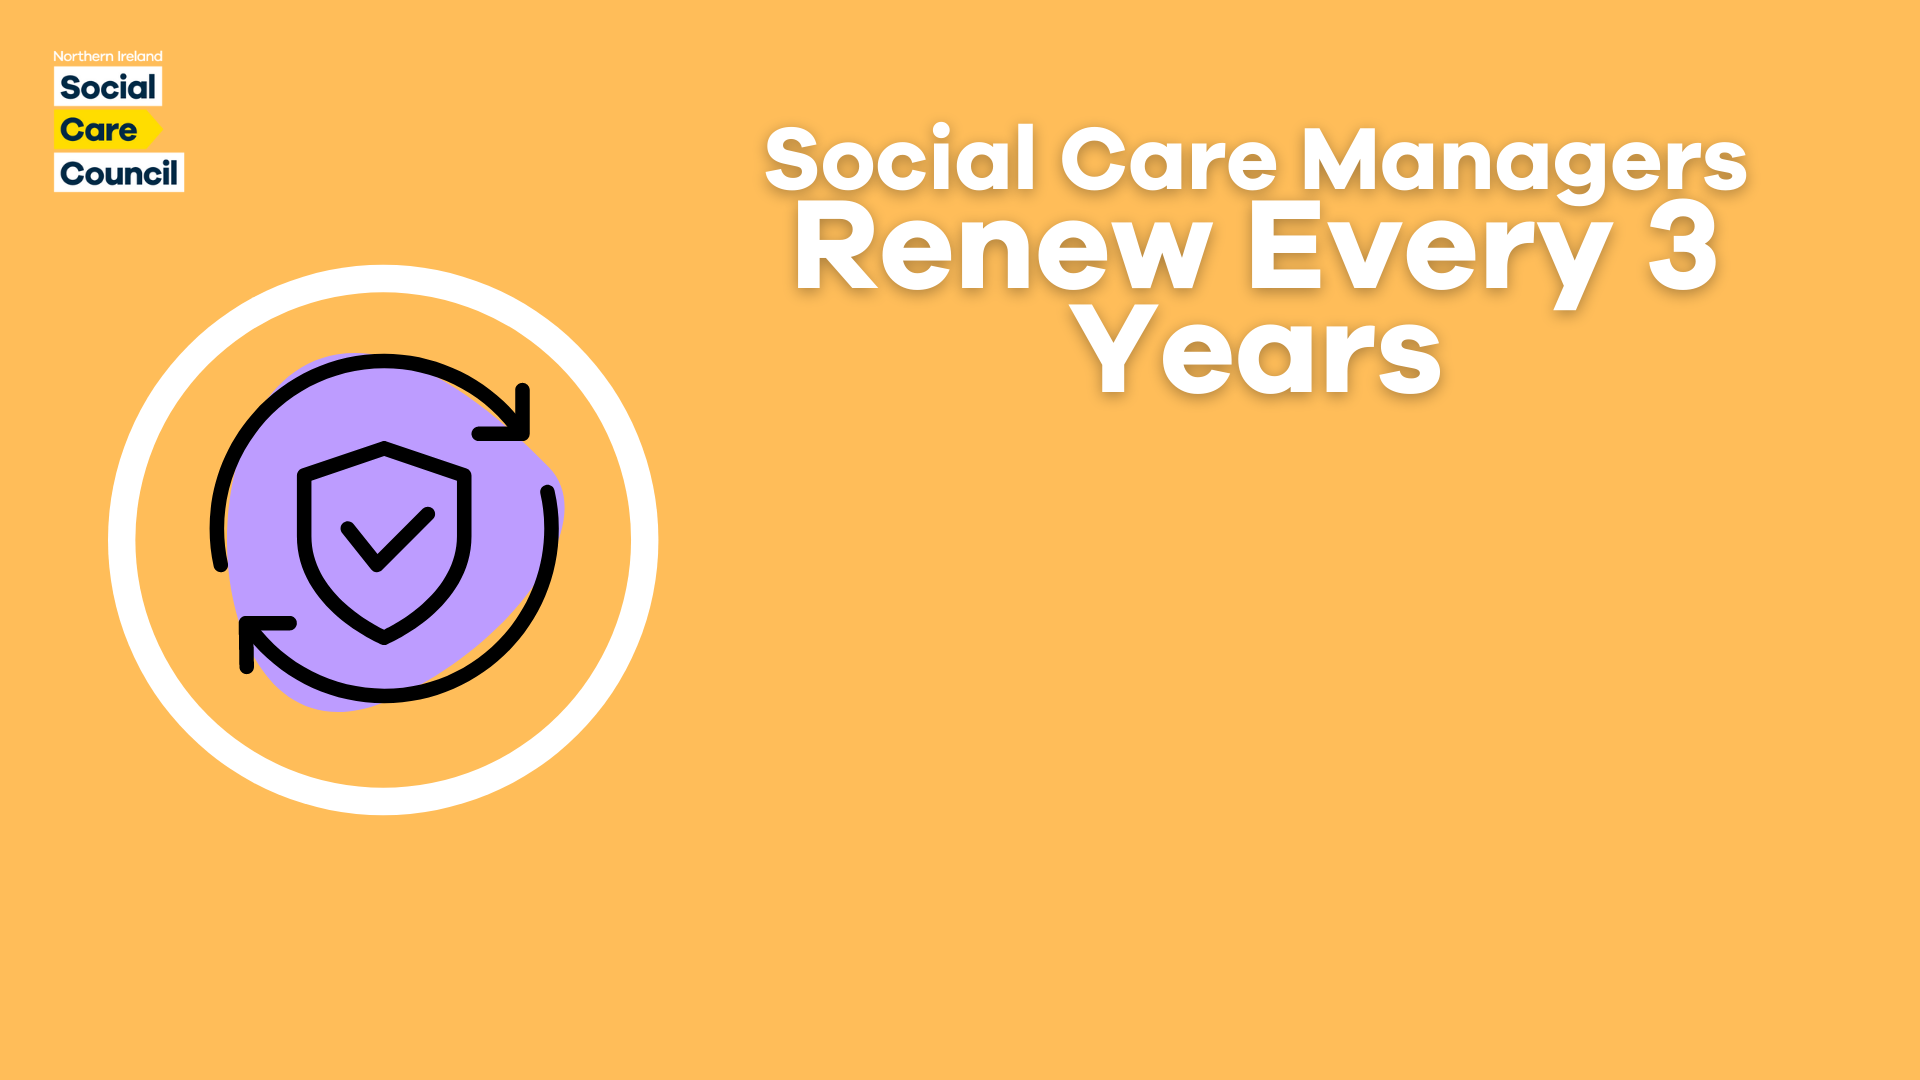 Northern Ireland
Social
Care
Council
Social Care Managers
Renew Every 3
Years